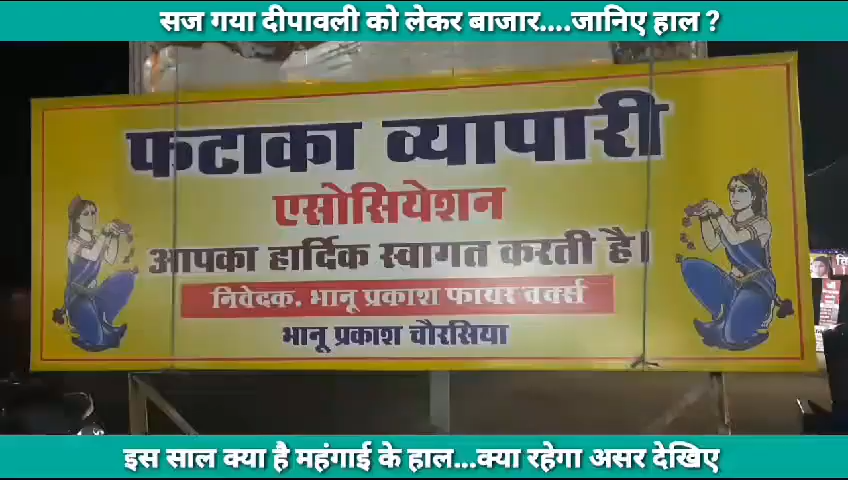 सज गया दीपावली को लेकर बाजार....जानिए हाल ?
फटाका व्यापारी
एसोसियेशन
आपका हार्दिक स्वागत करती है।
निवेदक. भानू प्रकाश फायर वर्क्स
भानू प्रकाश चौरसिया
इस साल क्या है महंगाई के हाल...क्या रहेगा असर देखिए